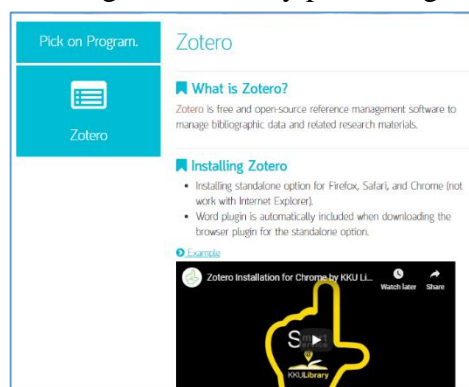 Pick on Program.
Zotero
Zotero
What is Zotero?
Zotero is free and open-source reference management software to
manage bibliographic data and related research materials.
Installing Zotero
• Installing standalone option for Firefox, Safari, and Chrome (not
work with Internet Explorer).
• Word plugin is automatically included when downloading the
browser plugin for the standalone option.
Example
Zotero Installation for Chrome by KKU Li...
Watch later
Share
KKULibrary